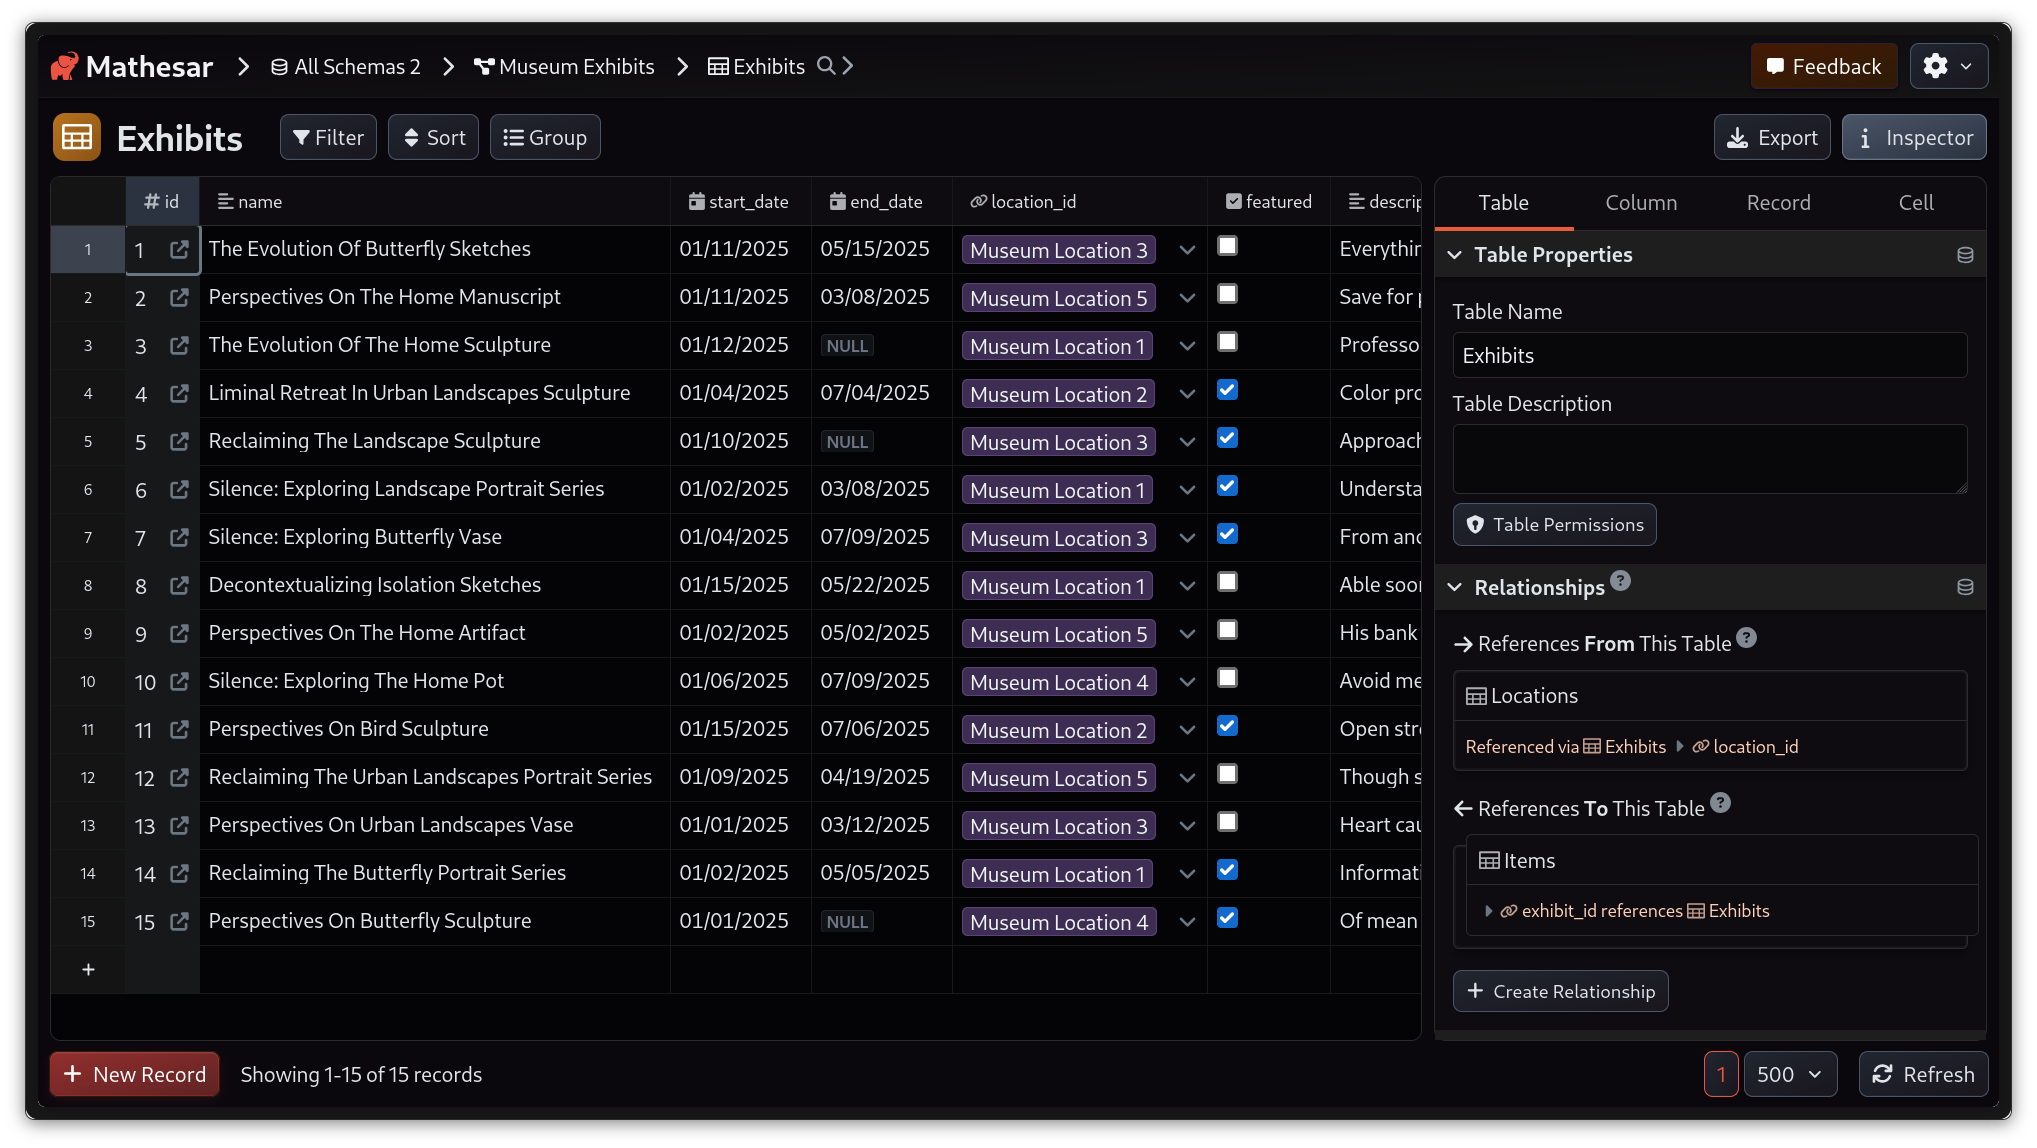 Mathesar All Schemas 2 Museum Exhibits Exhibits Feedback
Exhibits Filter Sort Group Export Inspector
# id name start_date end_date location_id featured descrip
1 1 The Evolution Of Butterfly Sketches 01/11/2025 05/15/2025 Museum Location 3 Everythin
2 2 Perspectives On The Home Manuscript 01/11/2025 03/08/2025 Museum Location 5 Save for p
3 3 The Evolution Of The Home Sculpture 01/12/2025 NULL Museum Location 1 Professo
4 4 Liminal Retreat In Urban Landscapes Sculpture 01/04/2025 07/04/2025 Museum Location 2 Color pro
5 5 Reclaiming The Landscape Sculpture 01/10/2025 NULL Museum Location 3 Approach
6 6 Silence: Exploring Landscape Portrait Series 01/02/2025 03/08/2025 Museum Location 1 Understa
7 7 Silence: Exploring Butterfly Vase 01/04/2025 07/09/2025 Museum Location 3 From and
8 8 Decontextualizing Isolation Sketches 01/15/2025 05/22/2025 Museum Location 1 Able soon
9 9 Perspectives On The Home Artifact 01/02/2025 05/02/2025 Museum Location 5 His bank
10 10 Silence: Exploring The Home Pot 01/06/2025 07/09/2025 Museum Location 4 Avoid me
11 11 Perspectives On Bird Sculpture 01/15/2025 07/06/2025 Museum Location 2 Open stre
12 12 Reclaiming The Urban Landscapes Portrait Series 01/09/2025 04/19/2025 Museum Location 5 Though s
13 13 Perspectives On Urban Landscapes Vase 01/01/2025 03/12/2025 Museum Location 3 Heart cau
14 14 Reclaiming The Butterfly Portrait Series 01/02/2025 05/05/2025 Museum Location 1 Informati
15 15 Perspectives On Butterfly Sculpture 01/01/2025 NULL Museum Location 4 Of mean
+
Table Column Record Cell
Table Properties
Table Name
Exhibits
Table Description
Table Permissions
Relationships ?
References From This Table ?
Locations
Referenced via Exhibits location_id
References To This Table ?
Items
exhibit_id references Exhibits
+ Create Relationship
+ New Record Showing 1-15 of 15 records 1 500 Refresh